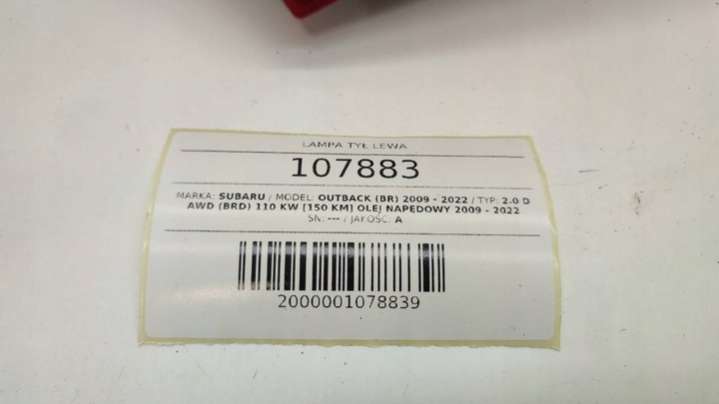 LAMPA TYŁ LEWA
107883
MARKA: SUBARU / MODEL: OUTBACK (BR) 2009 - 2022 / TYP: 2.0 D
AWD (BRD) 110 KW [150 KM] OLEJ NAPĘDOWY 2009 - 2022
SN: --- / JAKOŚĆ: A
2000001078839